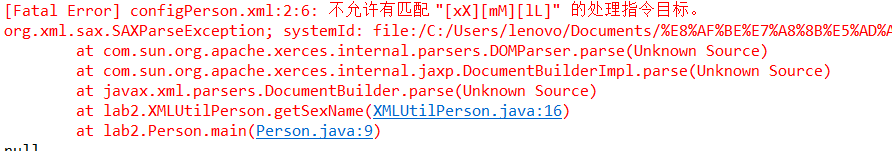 [Fatal Error] configPerson.xml:2:6: 不允许有匹配 "[xX][mM][lL]" 的处理指令目标。
org.xml.sax.SAXParseException; systemId: file:/C:/Users/lenovo/Documents/%E8%AF%BE%E7%A8%8B%E5%AD%A
at com.sun.org.apache.xerces.internal.parsers.DOMParser.parse(Unknown Source)
at com.sun.org.apache.xerces.internal.jaxp.DocumentBuilderImpl.parse(Unknown Source)
at javax.xml.parsers.DocumentBuilder.parse(Unknown Source)
at lab2.XMLUtilPerson.getSexName(XMLUtilPerson.java:16)
at lab2.Person.main(Person.java:9)
null